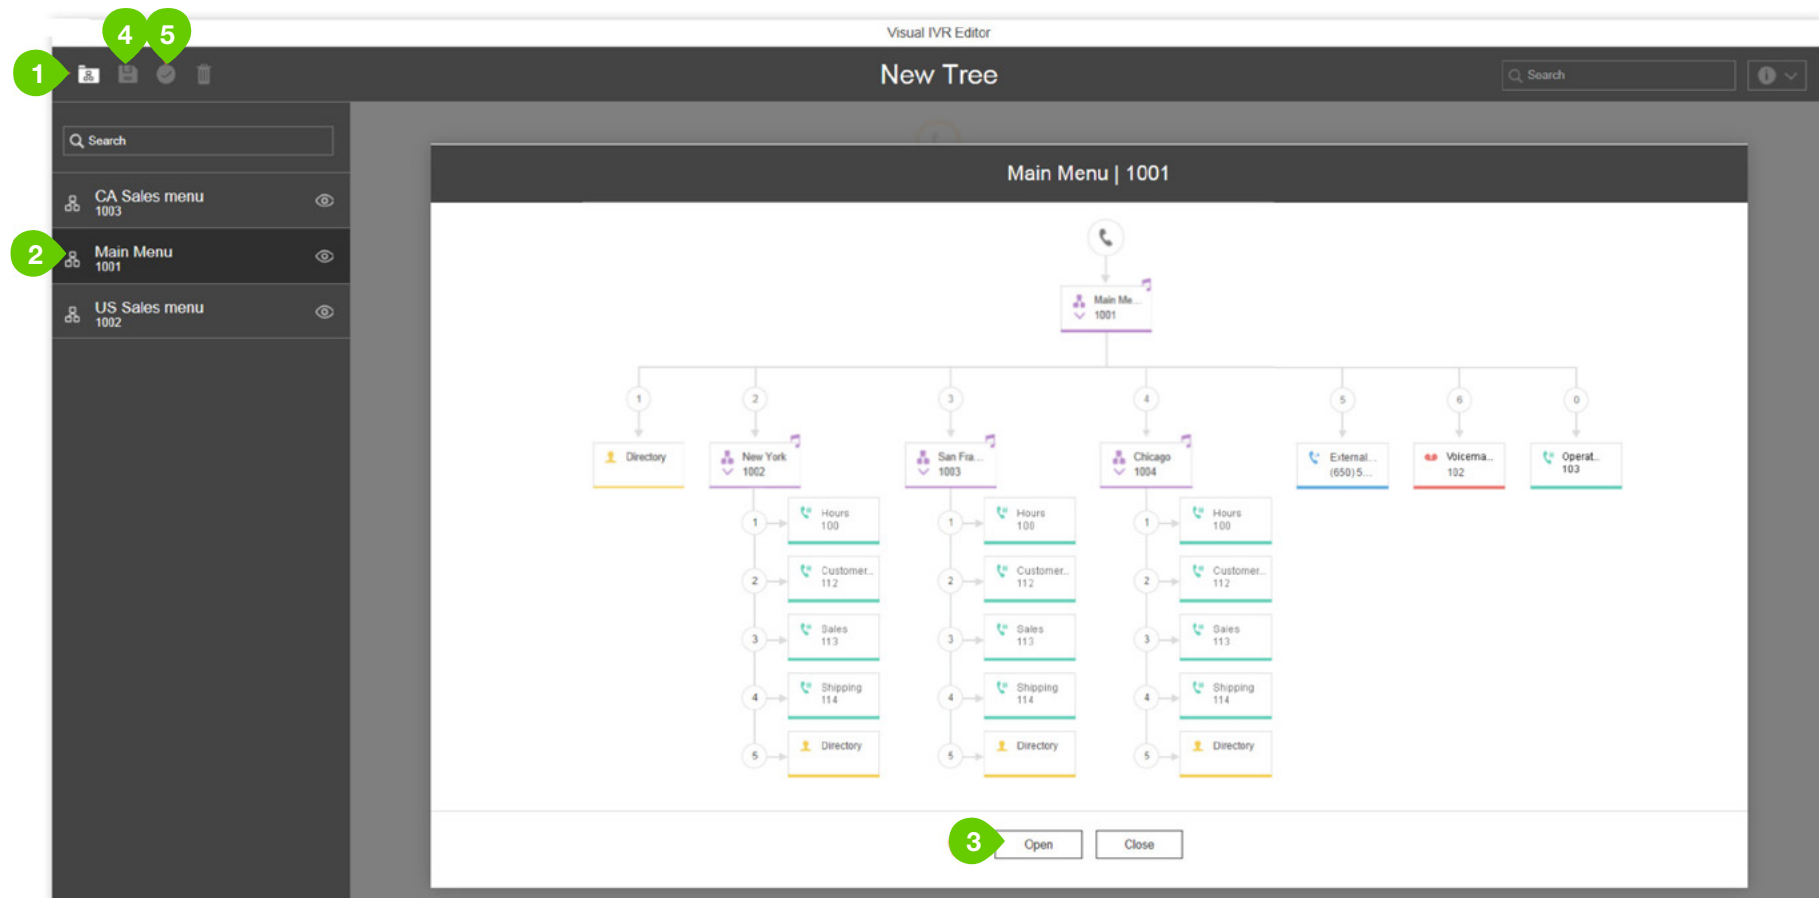 Visual IVR Editor
4 5
1
New Tree
Search
Search
CA Sales menu
1003
2
Main Menu
1001
US Sales menu
1002
Main Menu | 1001
Main Me...
1001
1 2 3 4 5 6 0
Directory
New York
1002
San Fra...
1003
Chicago
1004
External...
(650) 5...
Voicema...
102
Operat...
103
1
Hours
100
1
Hours
100
1
Hours
100
2
Customer...
112
2
Customer...
112
2
Customer...
112
3
Sales
113
3
Sales
113
3
Sales
113
4
Shipping
114
4
Shipping
114
4
Shipping
114
5
Directory
5
Directory
5
Directory
3
Open
Close